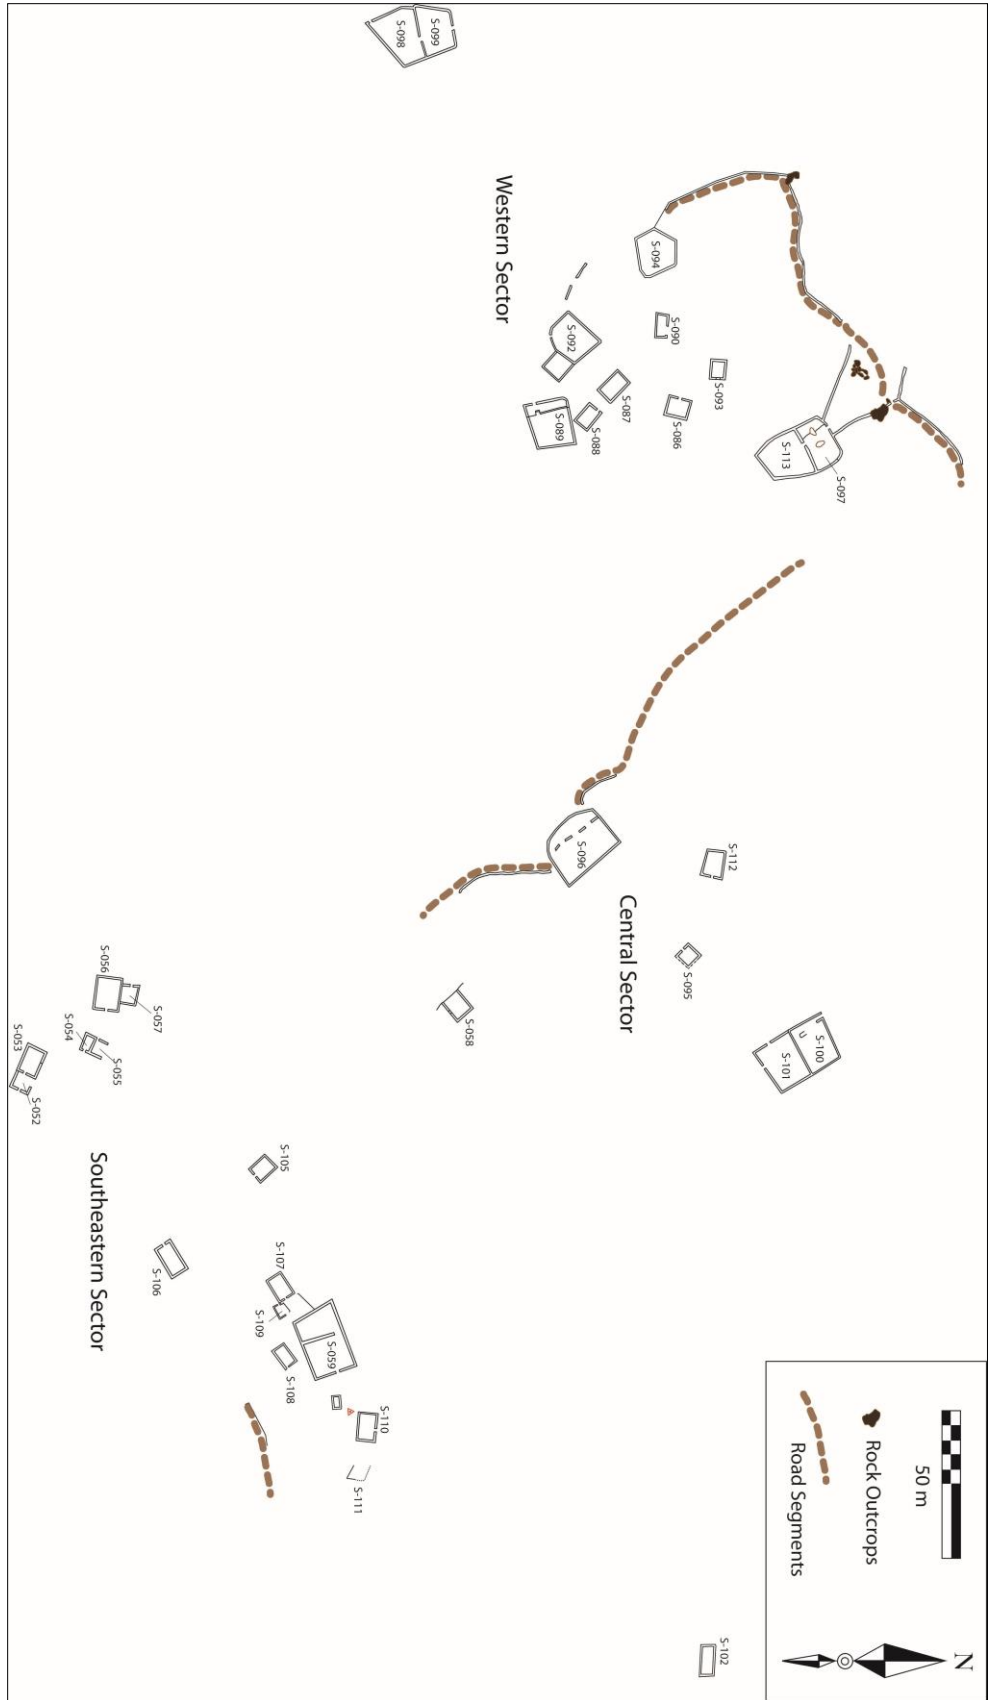 S-098
S-099
Western Sector
S-094
S-090
S-092
S-093
S-087
S-086
S-088
S-089
S-113
S-097
S-096
S-112
Central Sector
S-095
S-058
S-100
S-101
S-056
S-057
S-054
S-055
S-053
S-052
Southeastern Sector
S-105
S-106
S-107
S-109
S-059
S-108
S-110
S-111
S-102
50 m
Rock Outcrops
Road Segments
N